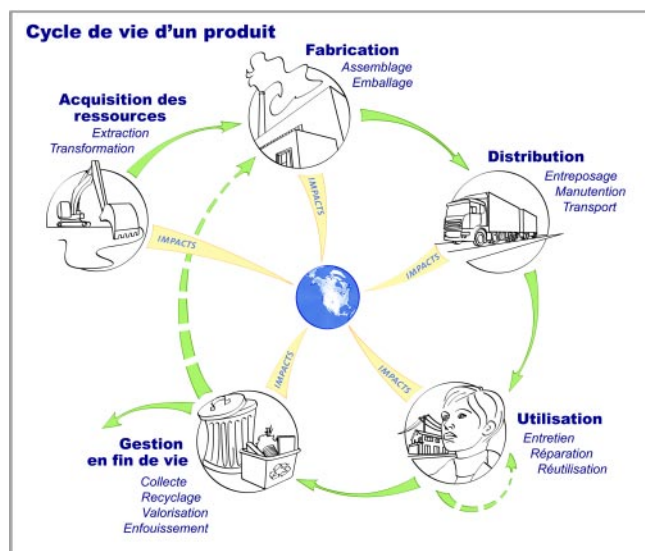 Cycle de vie d'un produit
Fabrication
Assemblage
Emballage
Acquisition des
ressources
Extraction
Transformation
Distribution
Entreposage
Manutention
Transport
IMPACTS
IMPACTS
IMPACTS
IMPACTS
IMPACTS
Utilisation
Entretien
Réparation
Réutilisation
Gestion
en fin de vie
Collecte
Recyclage
Valorisation
Enfouissement